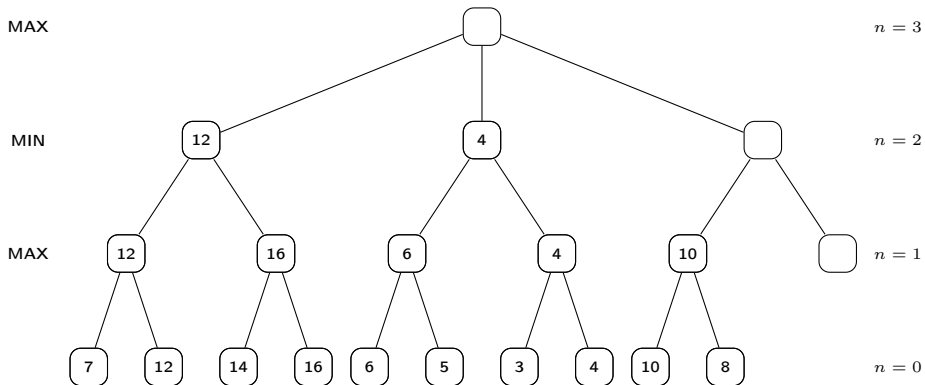 MAX n = 3
MIN 12 4 n = 2
MAX 12 16 6 4 10 n = 1
7 12 14 16 6 5 3 4 10 8 n = 0